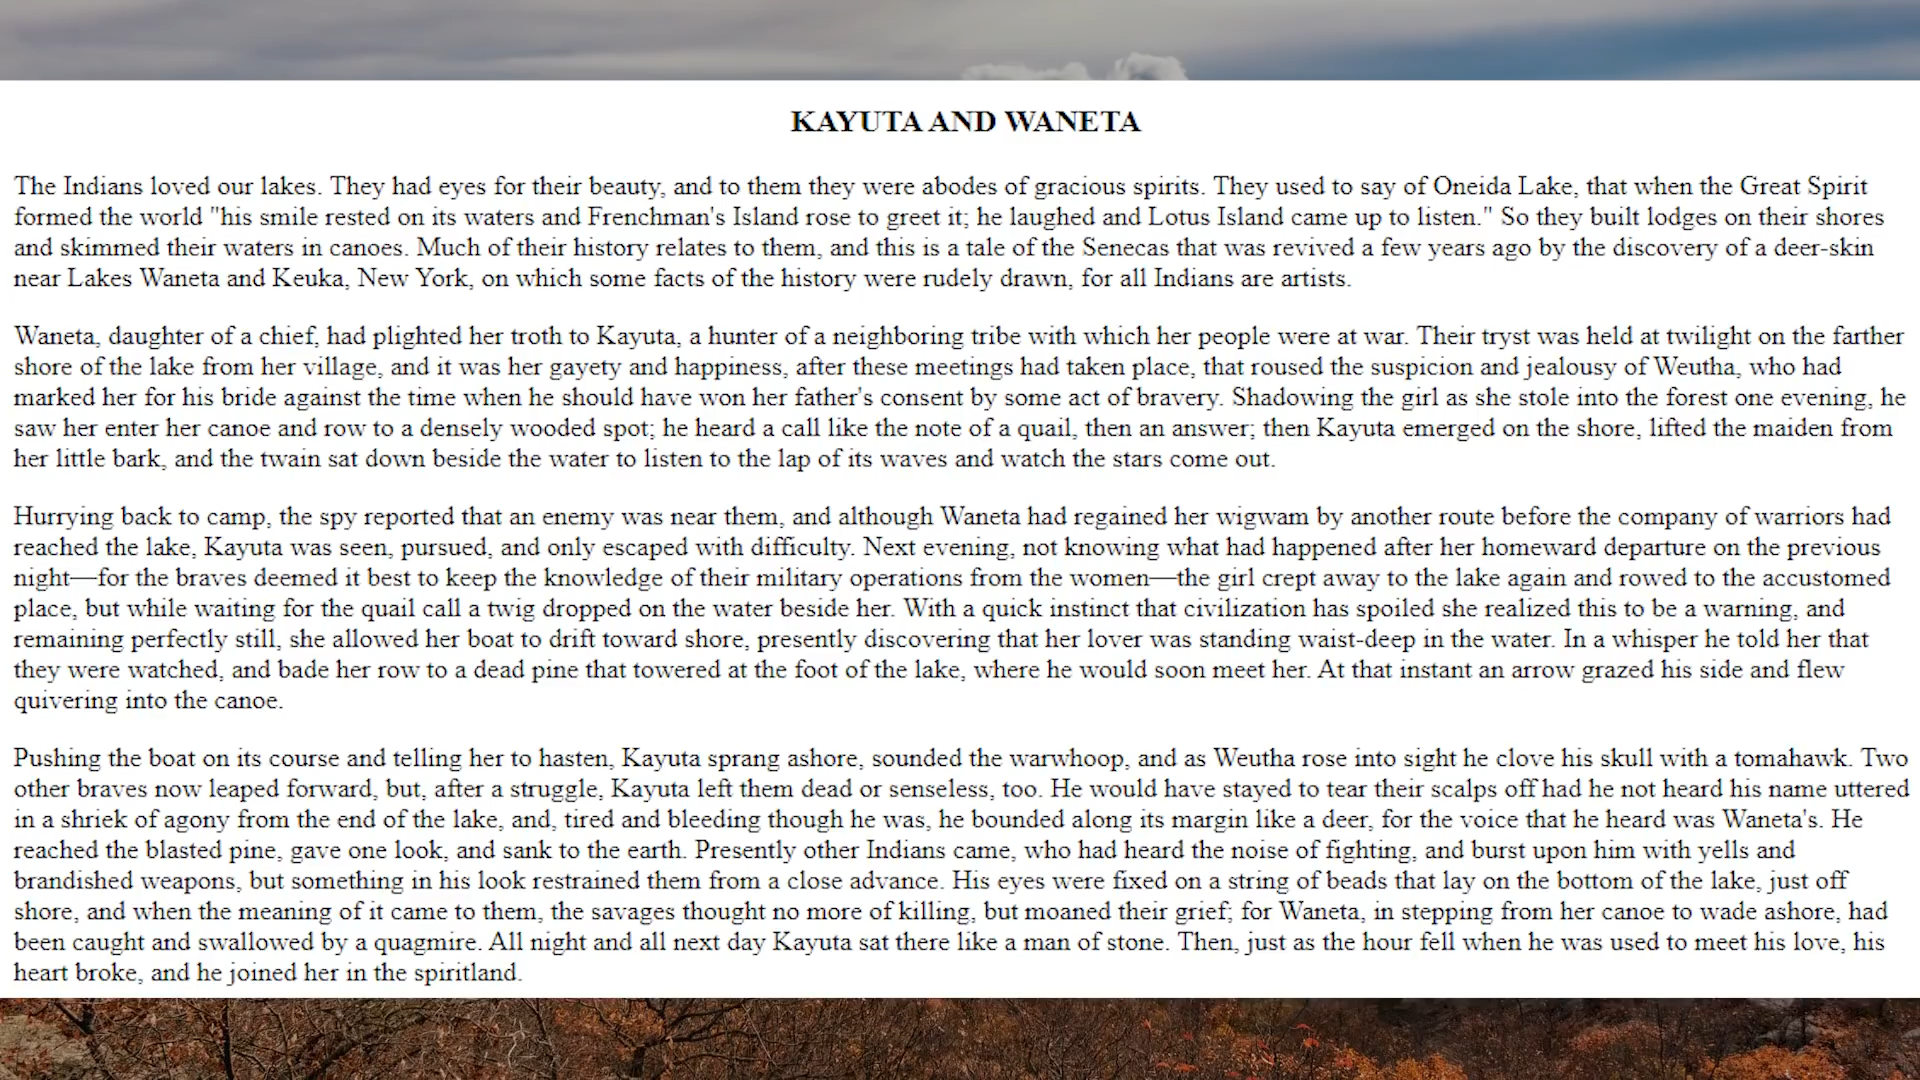 KAYUTA AND WANETA
The Indians loved our lakes. They had eyes for their beauty, and to them they were abodes of gracious spirits. They used to say of Oneida Lake, that when the Great Spirit
formed the world "his smile rested on its waters and Frenchman's Island rose to greet it; he laughed and Lotus Island came up to listen." So they built lodges on their shores
and skimmed their waters in canoes. Much of their history relates to them, and this is a tale of the Senecas that was revived a few years ago by the discovery of a deer-skin
near Lakes Waneta and Keuka, New York, on which some facts of the history were rudely drawn, for all Indians are artists.
Waneta, daughter of a chief, had plighted her troth to Kayuta, a hunter of a neighboring tribe with which her people were at war. Their tryst was held at twilight on the farther
shore of the lake from her village, and it was her gayety and happiness, after these meetings had taken place, that roused the suspicion and jealousy of Weutha, who had
marked her for his bride against the time when he should have won her father's consent by some act of bravery. Shadowing the girl as she stole into the forest one evening, he
saw her enter her canoe and row to a densely wooded spot; he heard a call like the note of a quail, then an answer; then Kayuta emerged on the shore, lifted the maiden from
her little bark, and the twain sat down beside the water to listen to the lap of its waves and watch the stars come out.
Hurrying back to camp, the spy reported that an enemy was near them, and although Waneta had regained her wigwam by another route before the company of warriors had
reached the lake, Kayuta was seen, pursued, and only escaped with difficulty. Next evening, not knowing what had happened after her homeward departure on the previous
night—for the braves deemed it best to keep the knowledge of their military operations from the women—the girl crept away to the lake again and rowed to the accustomed
place, but while waiting for the quail call a twig dropped on the water beside her. With a quick instinct that civilization has spoiled she realized this to be a warning, and
remaining perfectly still, she allowed her boat to drift toward shore, presently discovering that her lover was standing waist-deep in the water. In a whisper he told her that
they were watched, and bade her row to a dead pine that towered at the foot of the lake, where he would soon meet her. At that instant an arrow grazed his side and flew
quivering into the canoe.
Pushing the boat on its course and telling her to hasten, Kayuta sprang ashore, sounded the warwhoop, and as Weutha rose into sight he clove his skull with a tomahawk. Two
other braves now leaped forward, but, after a struggle, Kayuta left them dead or senseless, too. He would have stayed to tear their scalps off had he not heard his name uttered
in a shriek of agony from the end of the lake, and, tired and bleeding though he was, he bounded along its margin like a deer, for the voice that he heard was Waneta's. He
reached the blasted pine, gave one look, and sank to the earth. Presently other Indians came, who had heard the noise of fighting, and burst upon him with yells and
brandished weapons, but something in his look restrained them from a close advance. His eyes were fixed on a string of beads that lay on the bottom of the lake, just off
shore, and when the meaning of it came to them, the savages thought no more of killing, but moaned their grief; for Waneta, in stepping from her canoe to wade ashore, had
been caught and swallowed by a quagmire. All night and all next day Kayuta sat there like a man of stone. Then, just as the hour fell when he was used to meet his love, his
heart broke, and he joined her in the spiritland.